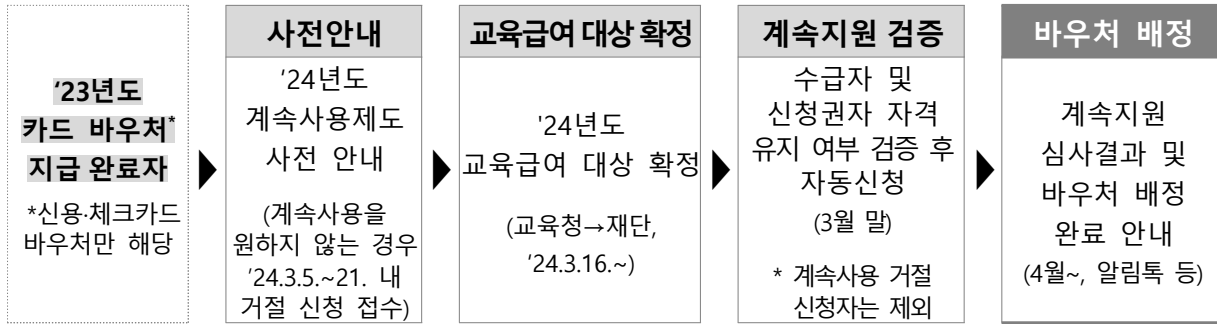 ‘23년도
카드 바우처*
지급 완료자
*신용·체크카드
바우처만 해당
사전안내
’24년도
계속사용제도
사전 안내
(계속사용을
원하지 않는 경우
’24.3.5.~21. 내
거절 신청 접수)
교육급여 대상 확정
'24년도
교육급여 대상 확정
(교육청→재단,
’24.3.16.~)
계속지원 검증
수급자 및
신청권자 자격
유지 여부 검증 후
자동신청
(3월 말)
* 계속사용 거절
신청자는 제외
바우처 배정
계속지원
심사결과 및
바우처 배정
완료 안내
(4월~, 알림톡 등)